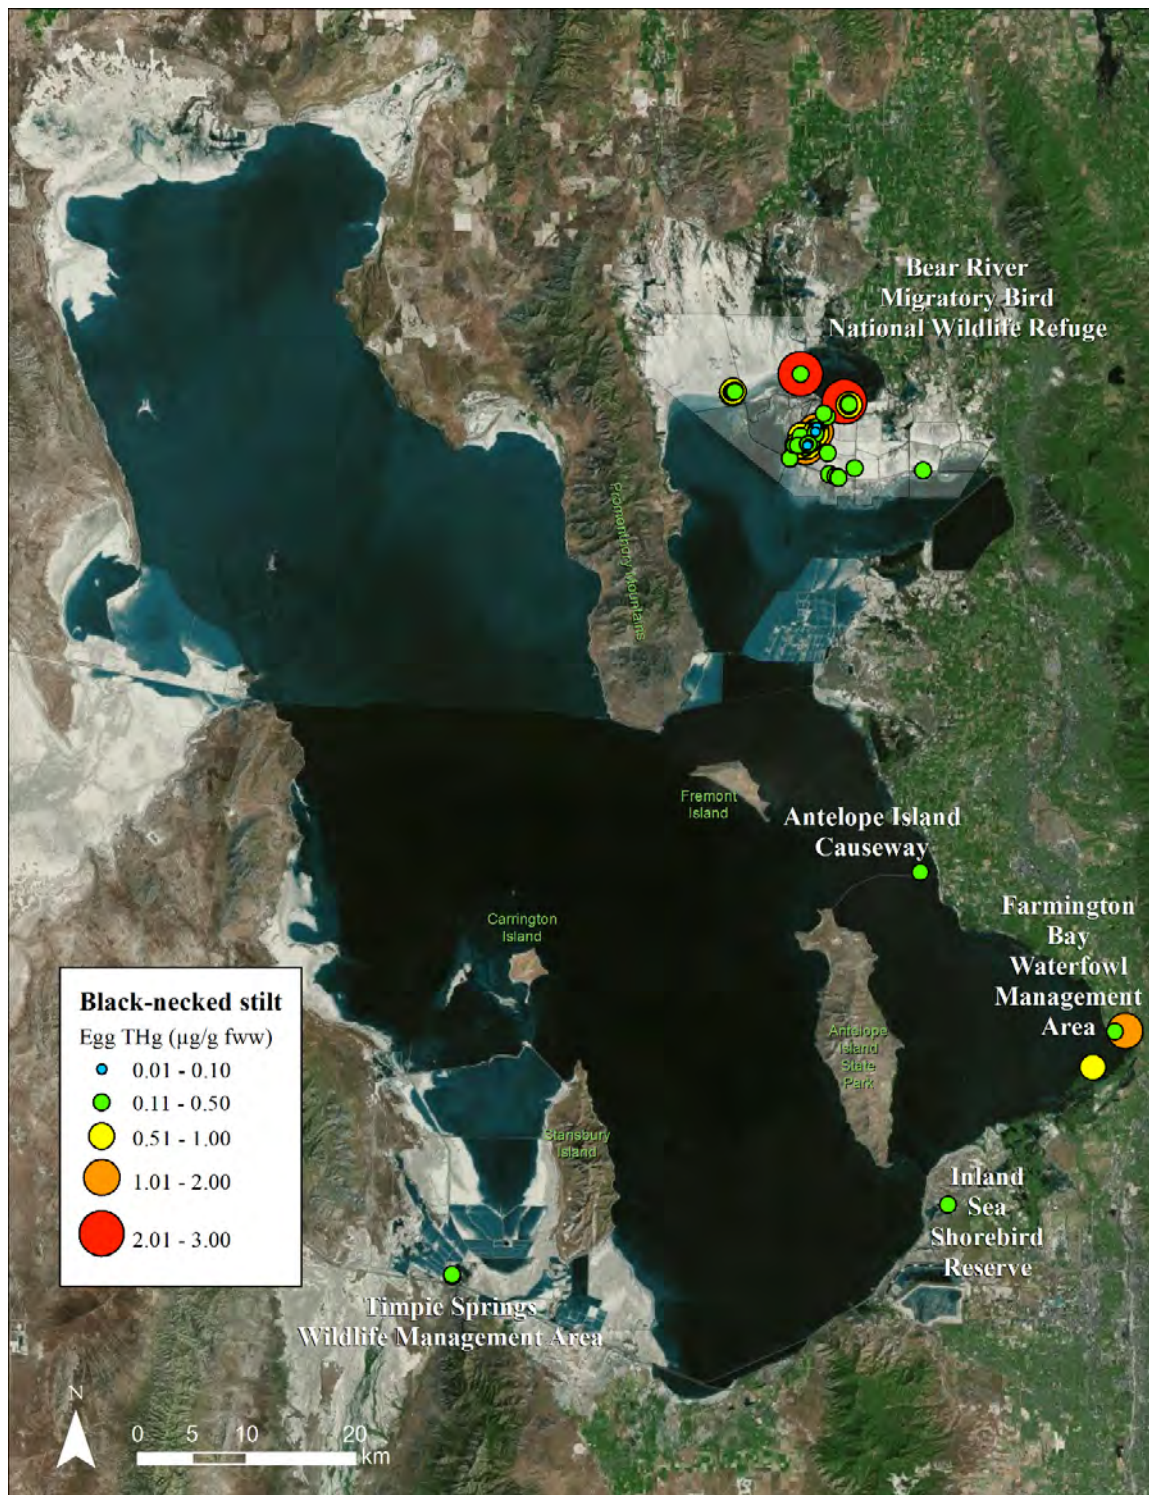 Bear River
Migratory Bird
National Wildlife Refuge
Promontory Mountains
Fremont
Island
Antelope Island
Causeway
Carrington
Island
Farmington
Bay
Waterfowl
Management
Area
Antelope
Island
State
Park
Stansbury
Island
Inland
Sea
Shorebird
Reserve
Timpie Springs
Wildlife Management Area
Black-necked stilt
Egg THg (µg/g fww)
0.01 - 0.10
0.11 - 0.50
0.51 - 1.00
1.01 - 2.00
2.01 - 3.00
N
0 5 10 20
km